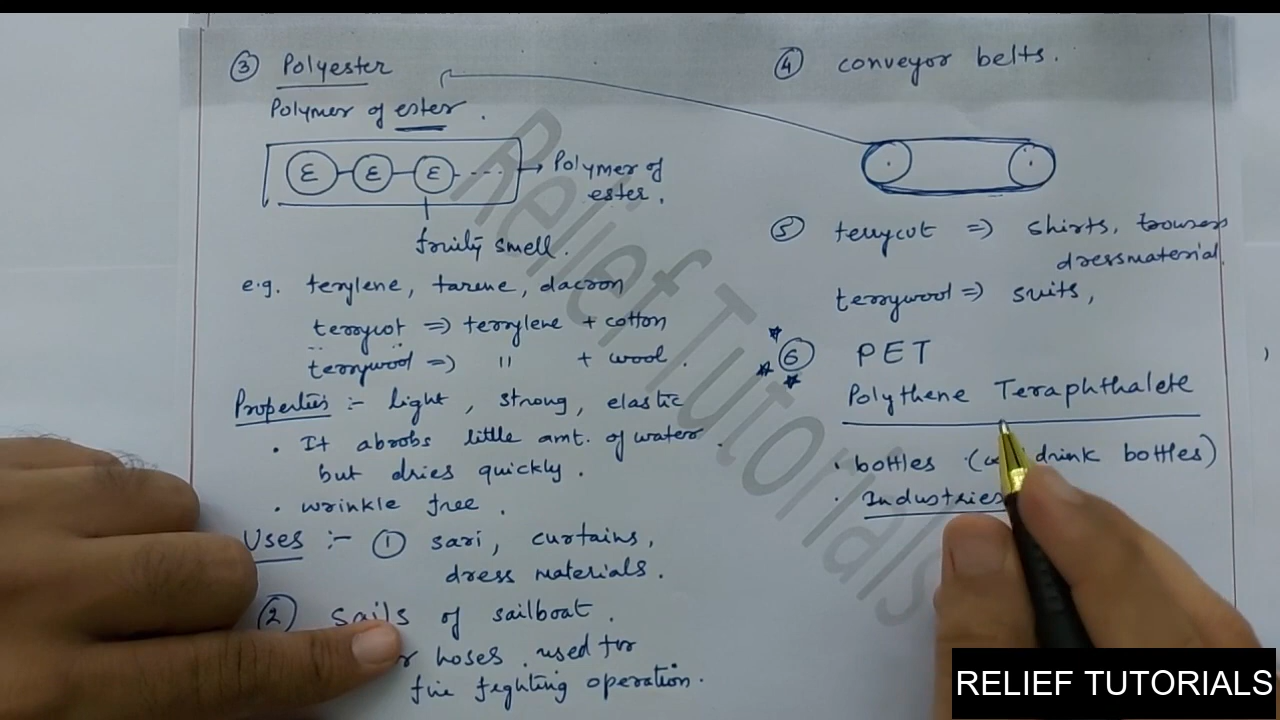 ③ Polyester
Polymer of ester.
E E E ....
Polymer of
ester.
fruity smell.
e.g. terylene, tarene, dacron
terrycot => terrylene + cotton
terrywool => " + wool.
Properties :- light, strong, elastic
· It abrobs little amt. of water.
but dries quickly.
· wrinkle free.
Uses :- ① sari, curtains,
dress materials.
② Sails of sailboat.
hoses used for
fire fighting operation.
④ conveyor belts.
⑤ terrycot => shirts, trousers
dressmaterial.
terrywool => suits,
⑥ PET
Polythene Teraphthalete
· bottles ( drink bottles)
· Industries
Relief Tutorials
RELIEF TUTORIALS